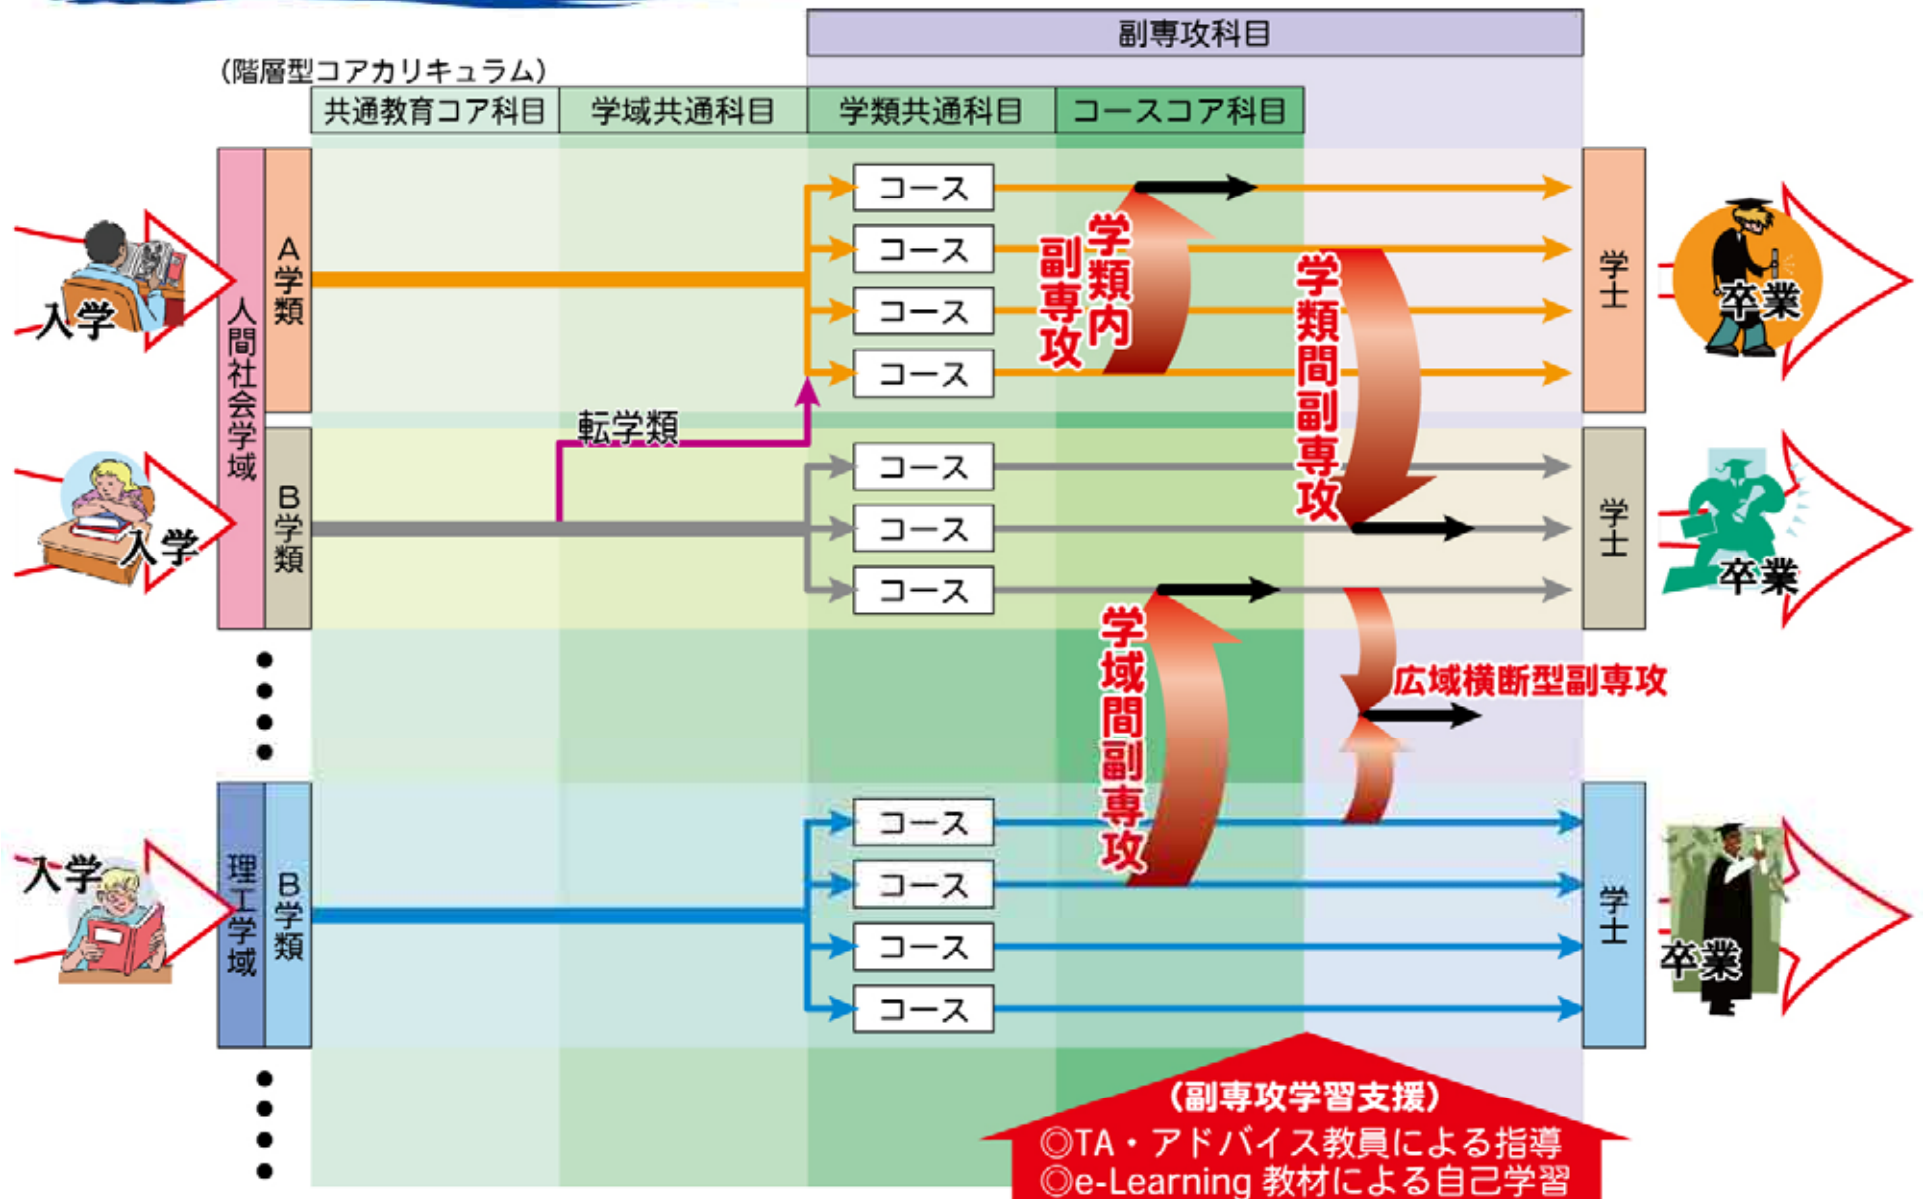 副専攻科目
（階層型コアカリキュラム）
共通教育コア科目
学域共通科目
学類共通科目
コースコア科目
入学
人間社会学域
A学類
コース
コース
コース
コース
学類内
副専攻
学類間副専攻
学士
卒業
転学類
入学
B学類
コース
コース
コース
学士
卒業
学域間副専攻
広域横断型副専攻
入学
理工学域
B学類
コース
コース
コース
コース
学士
卒業
（副専攻学習支援）
◎TA・アドバイス教員による指導
◎e-Learning 教材による自己学習